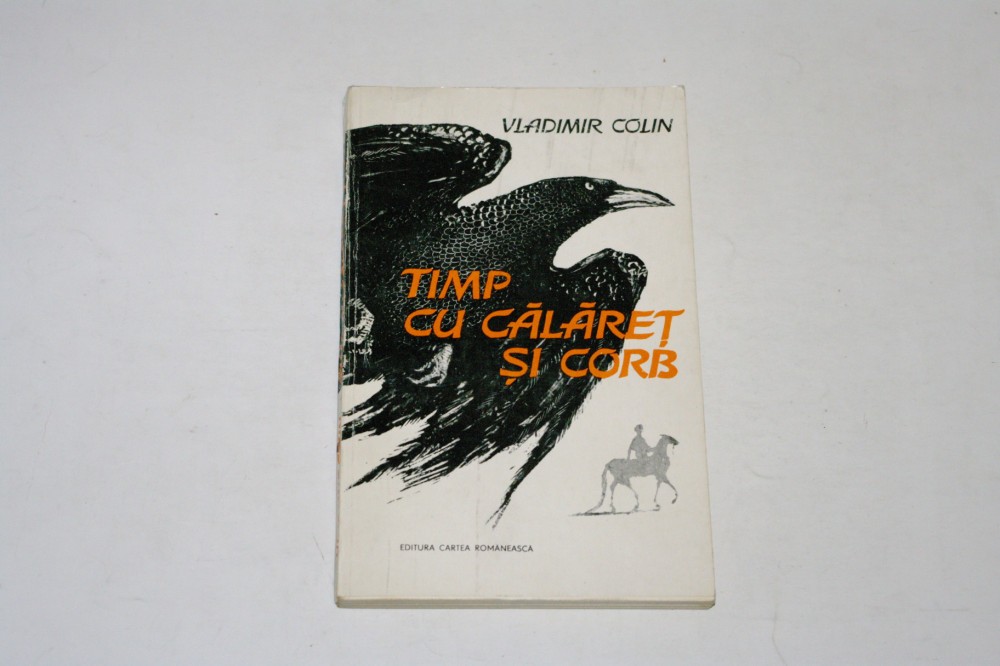 VLADIMIR COLIN
TIMP
CU CĂLĂREȚ
ȘI CORB
EDITURA CARTEA ROMÂNEASCĂ